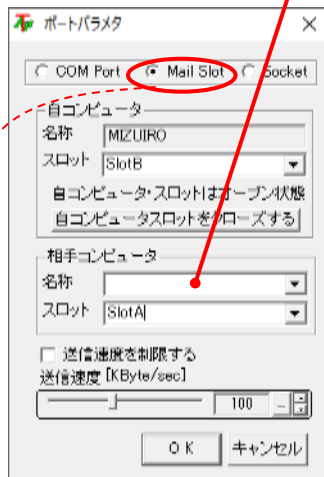 ポートパラメタ
COM Port Mail Slot Socket
自コンピュータ
名称 MIZUIRO
スロット SlotB
自コンピュータ・スロットはオープン状態
自コンピュータスロットをクローズする
相手コンピュータ
名称
スロット SlotA
送信速度を制限する
送信速度 [KByte/sec]
100
OK キャンセル